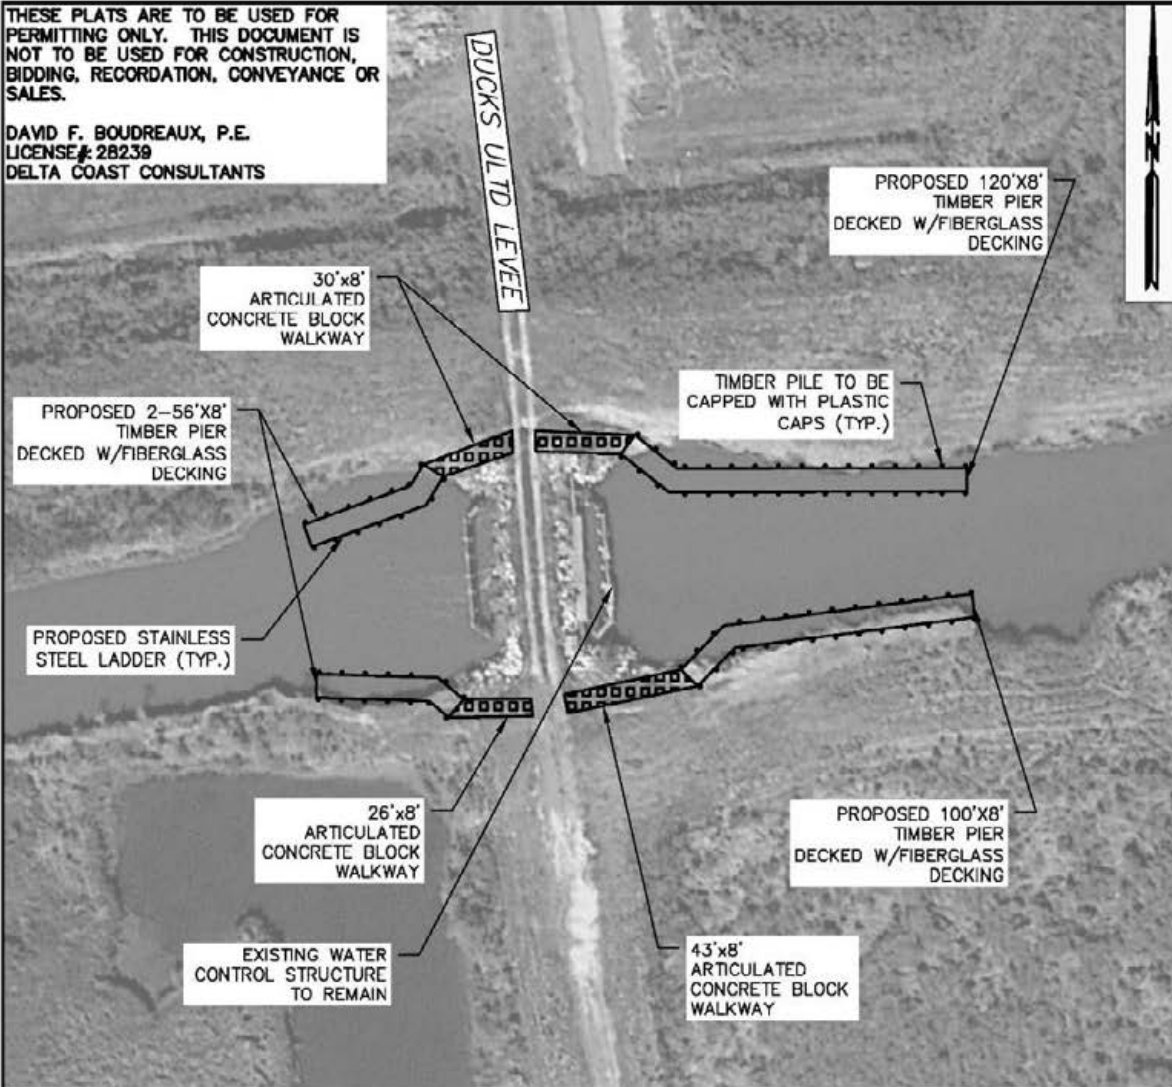 THESE PLATS ARE TO BE USED FOR
PERMITTING ONLY. THIS DOCUMENT IS
NOT TO BE USED FOR CONSTRUCTION,
BIDDING, RECORDATION, CONVEYANCE OR
SALES.
DAVID F. BOUDREAUX, P.E.
LICENSE#: 28239
DELTA COAST CONSULTANTS
DUCKS ULTD LEVEE
N
PROPOSED 120'X8'
TIMBER PIER
DECKED W/FIBERGLASS
DECKING
30'x8'
ARTICULATED
CONCRETE BLOCK
WALKWAY
TIMBER PILE TO BE
CAPPED WITH PLASTIC
CAPS (TYP.)
PROPOSED 2-56'X8'
TIMBER PIER
DECKED W/FIBERGLASS
DECKING
PROPOSED STAINLESS
STEEL LADDER (TYP.)
26'x8'
ARTICULATED
CONCRETE BLOCK
WALKWAY
PROPOSED 100'X8'
TIMBER PIER
DECKED W/FIBERGLASS
DECKING
EXISTING WATER
CONTROL STRUCTURE
TO REMAIN
43'x8'
ARTICULATED
CONCRETE BLOCK
WALKWAY